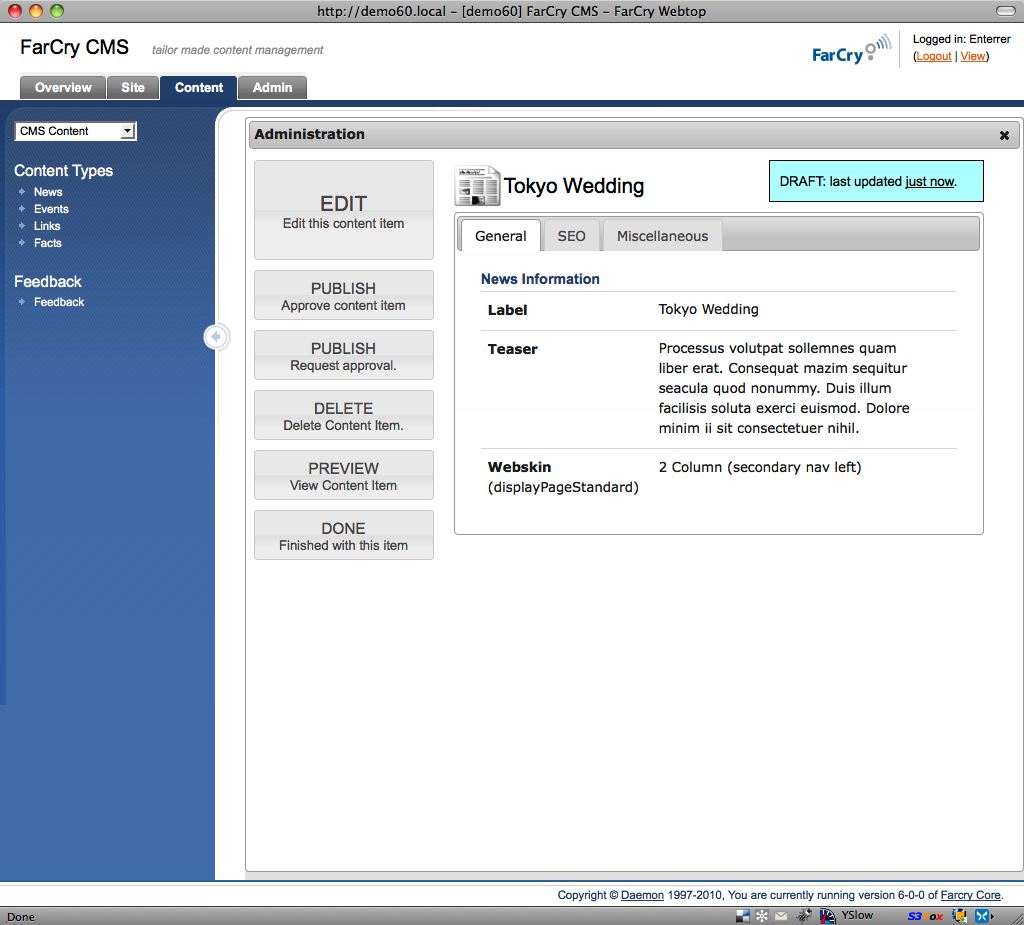 http://demo60.local – [demo60] FarCry CMS – FarCry Webtop
FarCry CMS
tailor made content management
FarCry
Logged in: Enterrer
(Logout | View)
Overview
Site
Content
Admin
CMS Content
Content Types
News
Events
Links
Facts
Feedback
Feedback
Administration
EDIT
Edit this content item
PUBLISH
Approve content item
PUBLISH
Request approval.
DELETE
Delete Content Item.
PREVIEW
View Content Item
DONE
Finished with this item
Tokyo Wedding
DRAFT: last updated just now.
General
SEO
Miscellaneous
News Information
Label
Tokyo Wedding
Teaser
Processus volutpat sollemnes quam
liber erat. Consequat mazim sequitur
seacula quod nonummy. Duis illum
facilisis soluta exerci euismod. Dolore
minim ii sit consectetuer nihil.
Webskin
(displayPageStandard)
2 Column (secondary nav left)
Copyright © Daemon 1997-2010, You are currently running version 6-0-0 of Farcry Core.
Done
YSlow
S3Fox